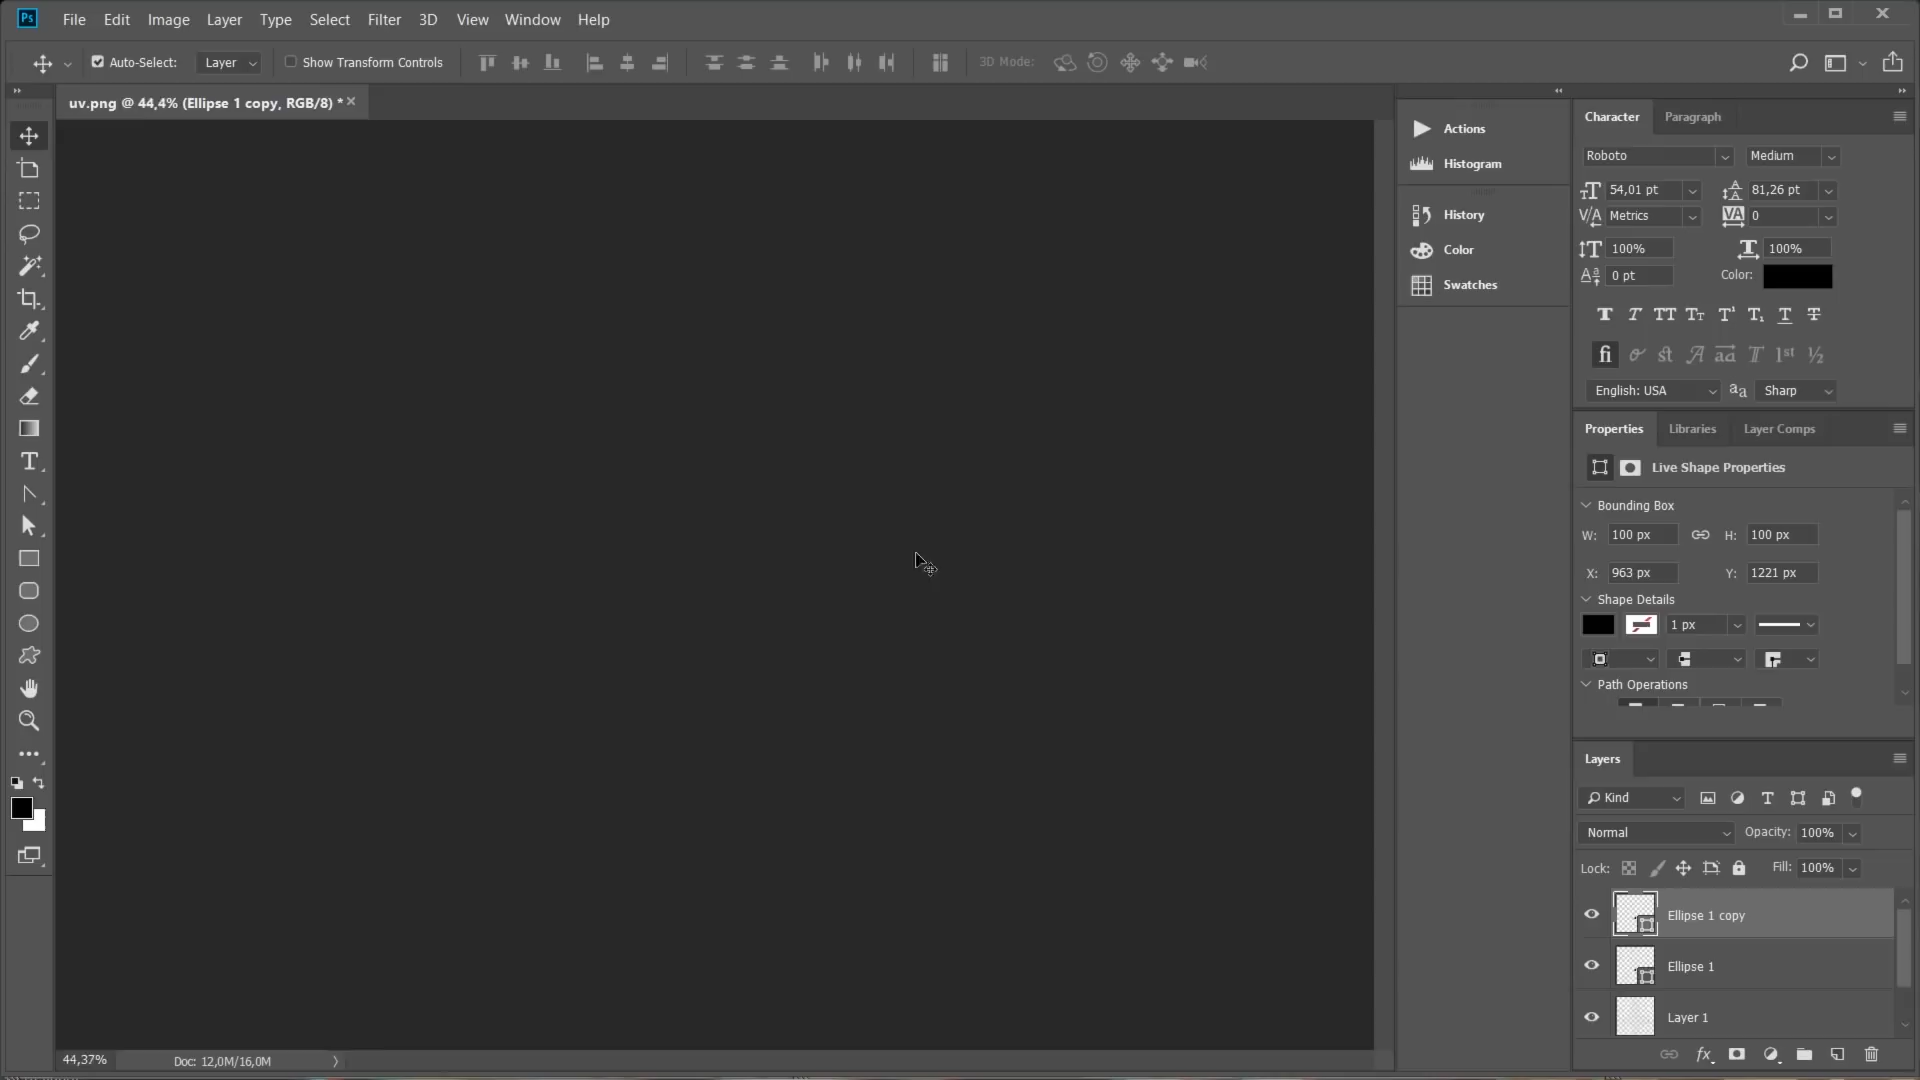 Ps File Edit Image Layer Type Select Filter 3D View Window Help
Auto-Select: Layer Show Transform Controls 3D Mode:
uv.png @ 44,4% (Ellipse 1 copy, RGB/8) *
Actions
Histogram
History
Color
Swatches
Character Paragraph
Roboto Medium
54,01 pt 81,26 pt
Metrics 0
100% 100%
0 pt Color:
English: USA Sharp
Properties Libraries Layer Comps
Live Shape Properties
Bounding Box
W: 100 px H: 100 px
X: 963 px Y: 1221 px
Shape Details
1 px
Path Operations
Layers
Kind
Normal Opacity: 100%
Lock: Fill: 100%
Ellipse 1 copy
Ellipse 1
Layer 1
44,37% Doc: 12,0M/16,0M